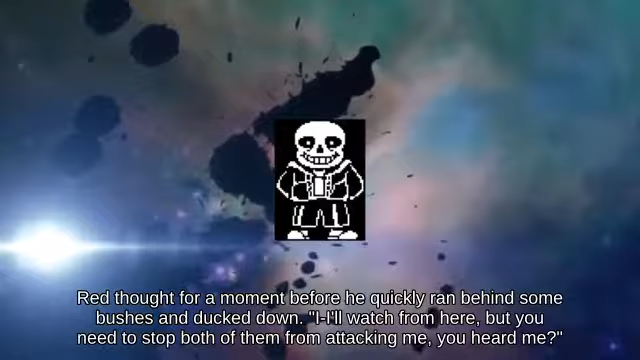 Red thought for a moment before he quickly ran behind some
bushes and ducked down. "I-I'll watch from here, but you
need to stop both of them from attacking me, you heard me?"